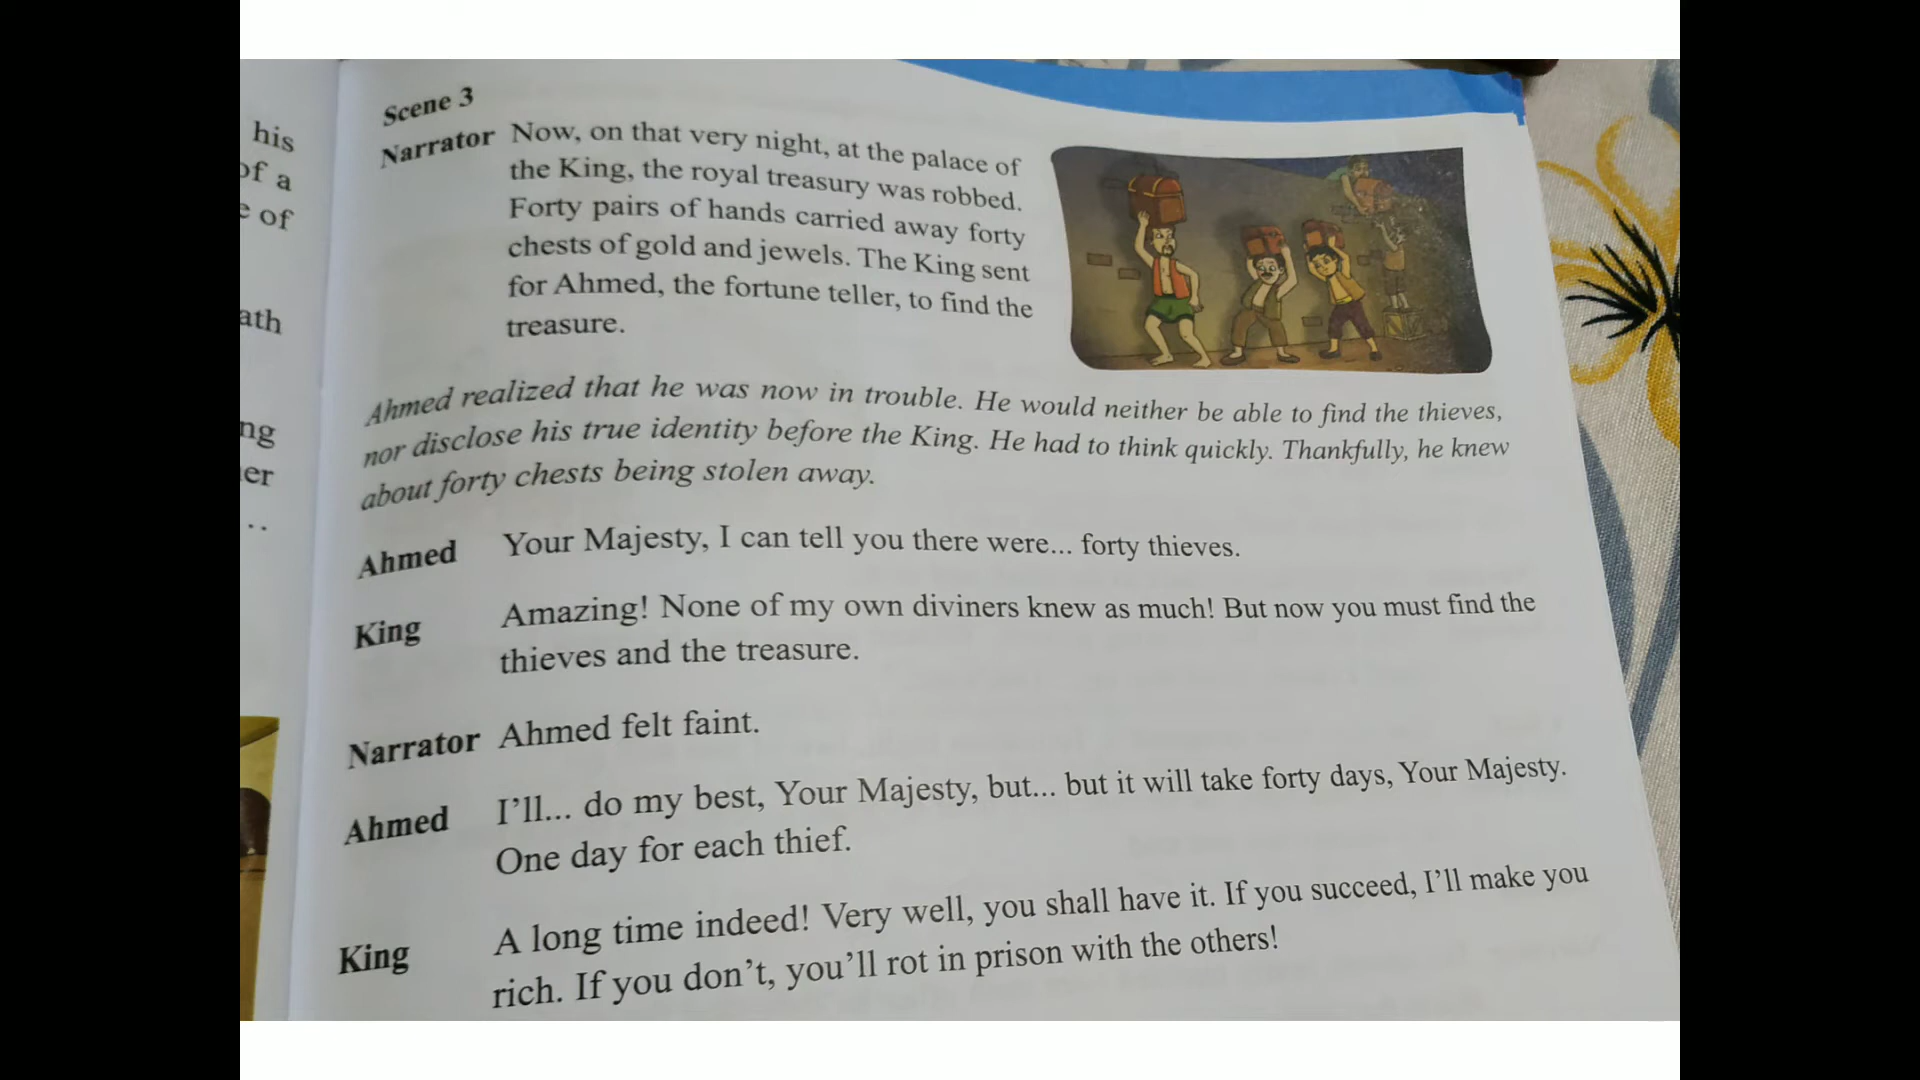 his
of a
e of
ath
ng
er
..
Scene 3
Narrator Now, on that very night, at the palace of
the King, the royal treasury was robbed.
Forty pairs of hands carried away forty
chests of gold and jewels. The King sent
for Ahmed, the fortune teller, to find the
treasure.
Ahmed realized that he was now in trouble. He would neither be able to find the thieves,
nor disclose his true identity before the King. He had to think quickly. Thankfully, he knew
about forty chests being stolen away.
Ahmed Your Majesty, I can tell you there were... forty thieves.
King Amazing! None of my own diviners knew as much! But now you must find the
thieves and the treasure.
Narrator Ahmed felt faint.
Ahmed I'll... do my best, Your Majesty, but... but it will take forty days, Your Majesty.
One day for each thief.
King A long time indeed! Very well, you shall have it. If you succeed, I'll make you
rich. If you don't, you'll rot in prison with the others!